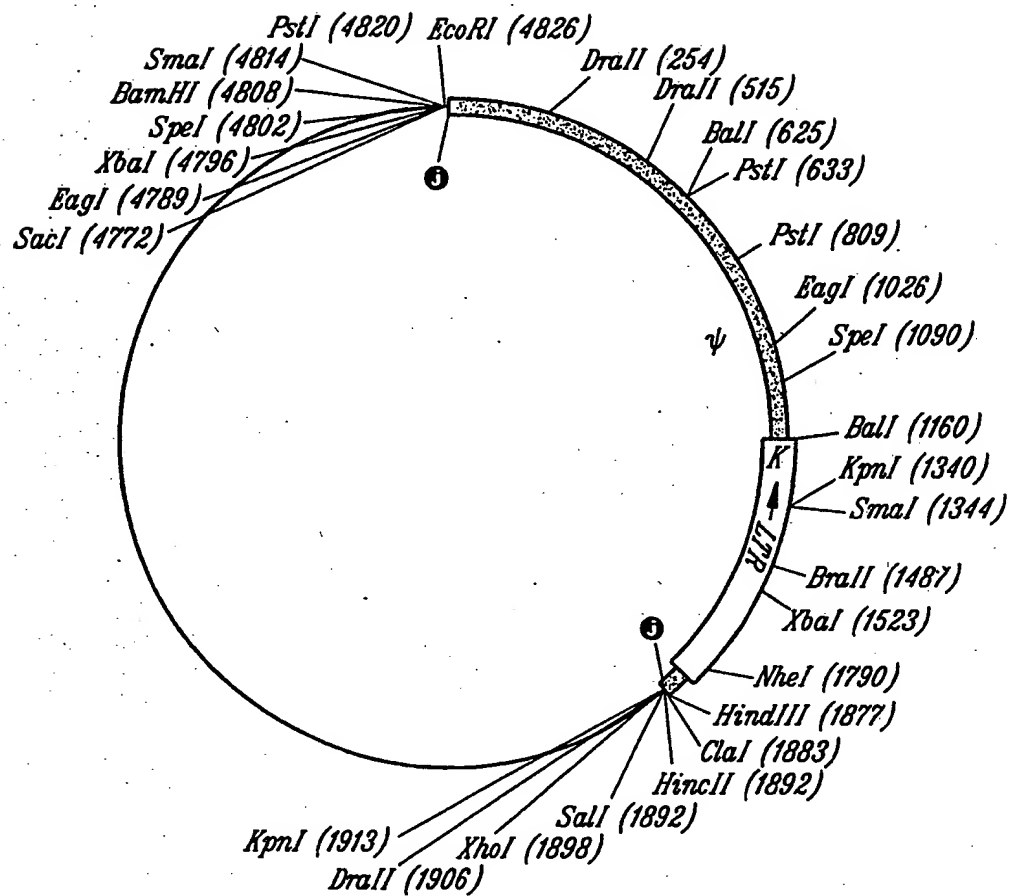 PstI (4820) EcoRI (4826)
SmaI (4814)
BamHI (4808)
SpeI (4802)
XbaI (4796)
EagI (4789)
SacI (4772)
DraII (254)
DraII (515)
BalI (625)
PstI (633)
PstI (809)
EagI (1026)
SpeI (1090)
ψ
BalI (1160)
K
KpnI (1340)
SmaI (1344)
LTR
BraII (1487)
XbaI (1523)
J
J
NheI (1790)
HindIII (1877)
ClaI (1883)
HincII (1892)
SalI (1892)
XhoI (1898)
DraII (1906)
KpnI (1913)